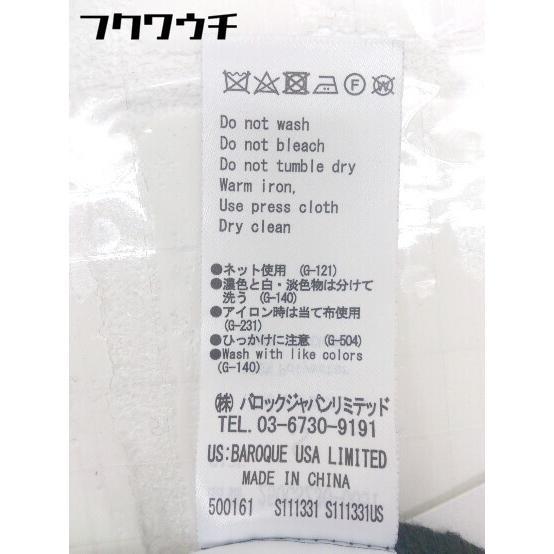 フクワウチ
F W
Do not wash
Do not bleach
Do not tumble dry
Warm iron,
Use press cloth
Dry clean
●ネット使用 (G-121)
●濃色と白・淡色物は分けて
洗う (G-140)
●アイロン時は当て布使用
(G-231)
●ひっかけに注意 (G-504)
●Wash with like colors
(G-140)
㈱ バロックジャパンリミテッド
TEL. 03-6730-9191
US:BAROQUE USA LIMITED
MADE IN CHINA
500161 S111331 S111331US